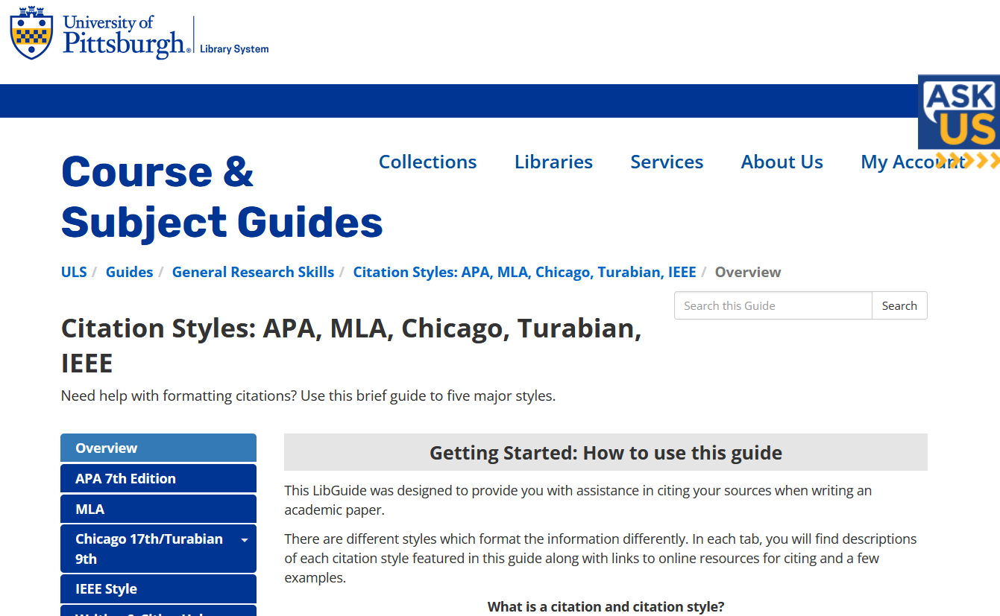 University of
Pittsburgh®
Library System
ASK
US
Course &
Subject Guides
Collections
Libraries
Services
About Us
My Account
ULS / Guides / General Research Skills / Citation Styles: APA, MLA, Chicago, Turabian, IEEE / Overview
Search this Guide
Search
Citation Styles: APA, MLA, Chicago, Turabian,
IEEE
Need help with formatting citations? Use this brief guide to five major styles.
Overview
APA 7th Edition
MLA
Chicago 17th/Turabian
9th
IEEE Style
Getting Started: How to use this guide
This LibGuide was designed to provide you with assistance in citing your sources when writing an
academic paper.
There are different styles which format the information differently. In each tab, you will find descriptions
of each citation style featured in this guide along with links to online resources for citing and a few
examples.
What is a citation and citation style?